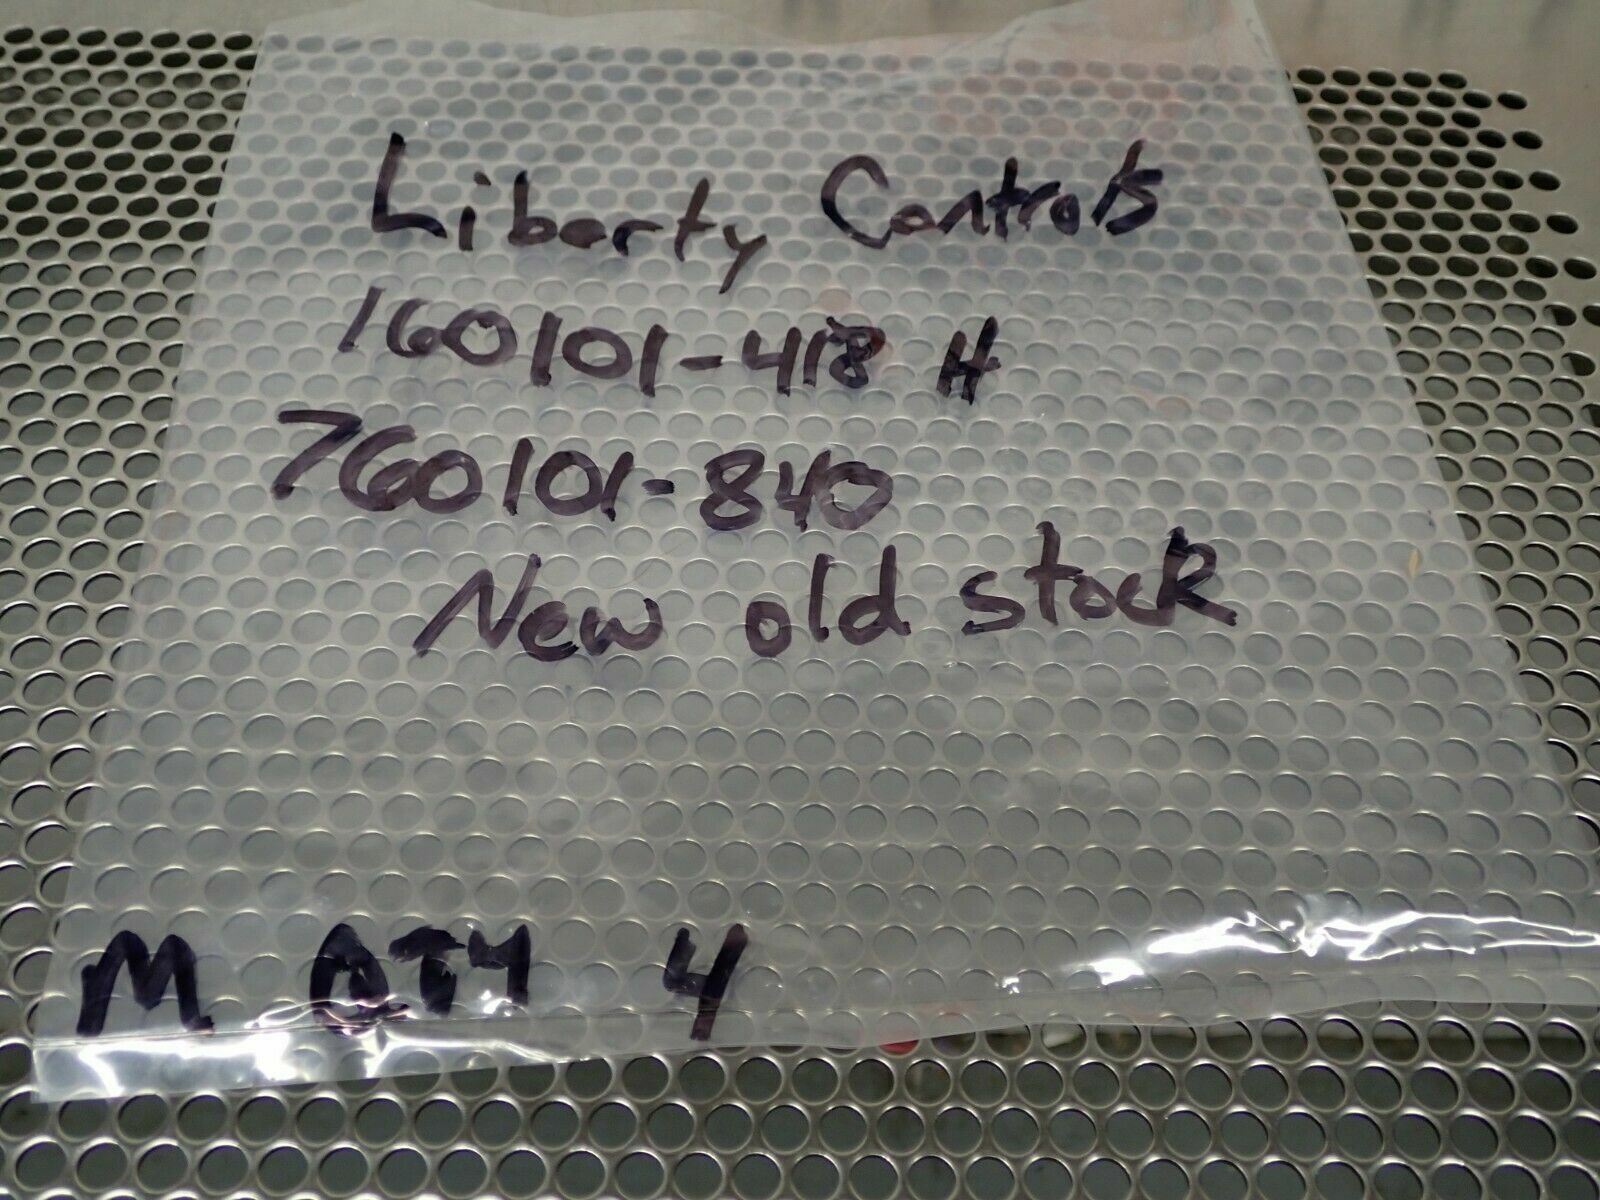 Liberty Controls
160101-418 H
760101-840
New old stock
M QTY 4